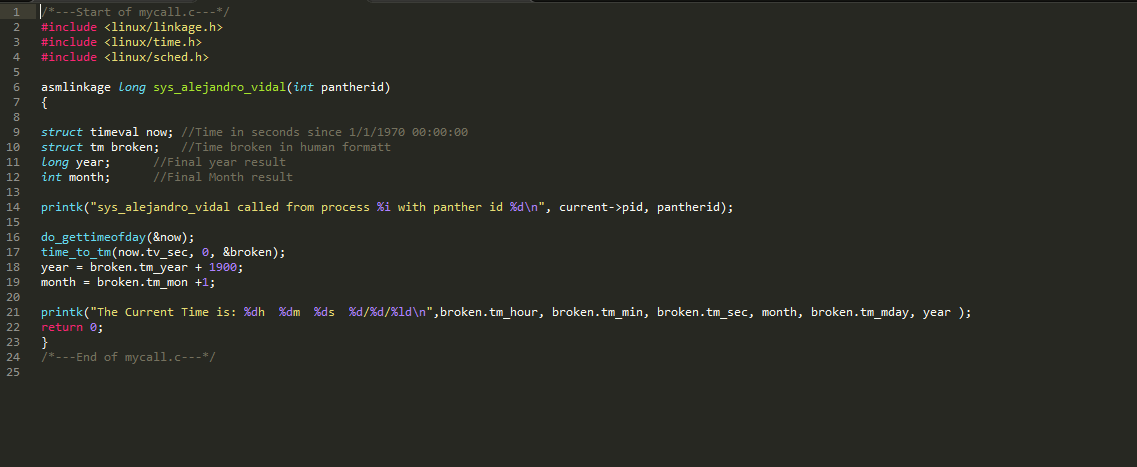 1 /*---Start of mycall.c---*/
2 #include <linux/linkage.h>
3 #include <linux/time.h>
4 #include <linux/sched.h>
5
6 asmlinkage long sys_alejandro_vidal(int pantherid)
7 {
8
9 struct timeval now; //Time in seconds since 1/1/1970 00:00:00
10 struct tm broken;   //Time broken in human formatt
11 long year;      //Final year result
12 int month;      //Final Month result
13
14 printk("sys_alejandro_vidal called from process %i with panther id %d\n", current->pid, pantherid);
15
16 do_gettimeofday(&now);
17 time_to_tm(now.tv_sec, 0, &broken);
18 year = broken.tm_year + 1900;
19 month = broken.tm_mon +1;
20
21 printk("The Current Time is: %dh  %dm  %ds  %d/%d/%ld\n",broken.tm_hour, broken.tm_min, broken.tm_sec, month, broken.tm_mday, year );
22 return 0;
23 }
24 /*---End of mycall.c---*/
25